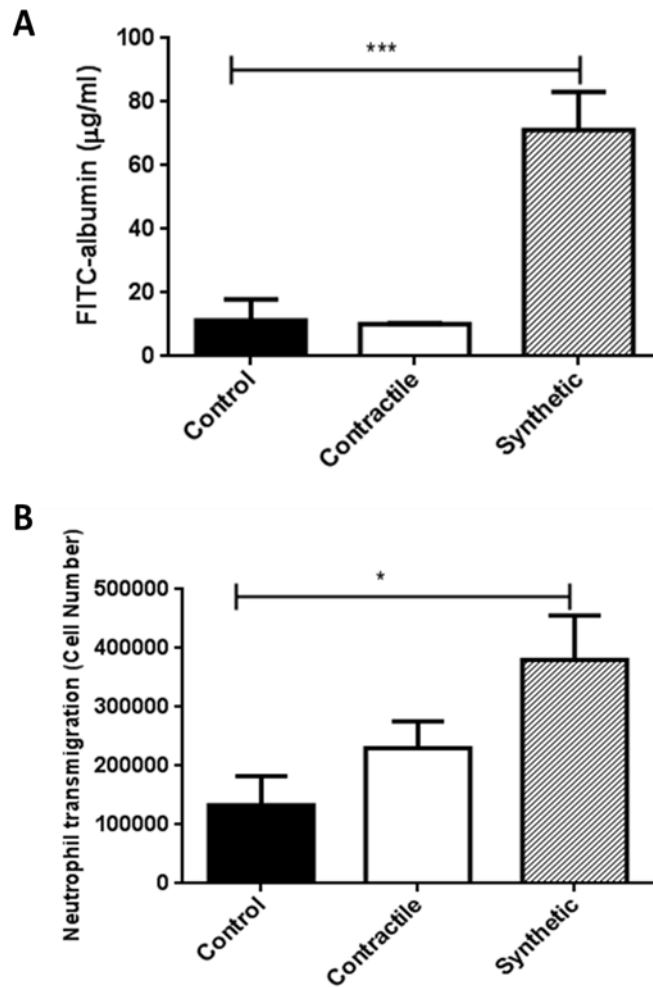 A
FITC-albumin (µg/ml)
100
80
60
40
20
0
***
Control
Contractile
Synthetic
B
Neutrophil transmigration (Cell Number)
500000
400000
300000
200000
100000
0
*
Control
Contractile
Synthetic